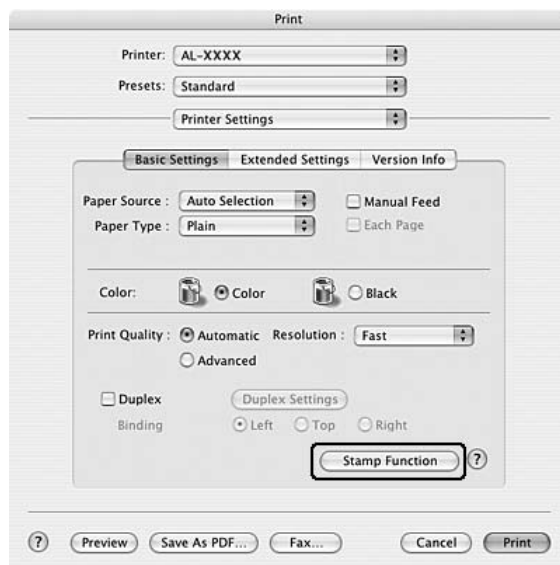 Print
Printer: AL-XXXX
Presets: Standard
Printer Settings
Basic Settings Extended Settings Version Info
Paper Source : Auto Selection Manual Feed
Paper Type : Plain Each Page
Color: Color Black
Print Quality : Automatic Resolution : Fast
Advanced
Duplex Duplex Settings
Binding Left Top Right
Stamp Function ?
? Preview Save As PDF... Fax... Cancel Print